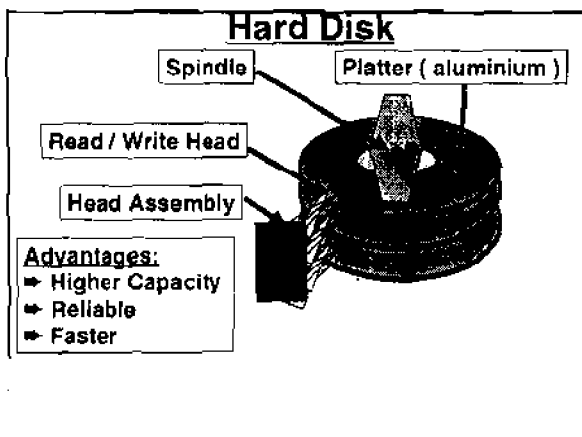 Hard Disk
Spindle
Platter ( aluminium )
Read / Write Head
Head Assembly
Advantages:
➨ Higher Capacity
➨ Reliable
➨ Faster